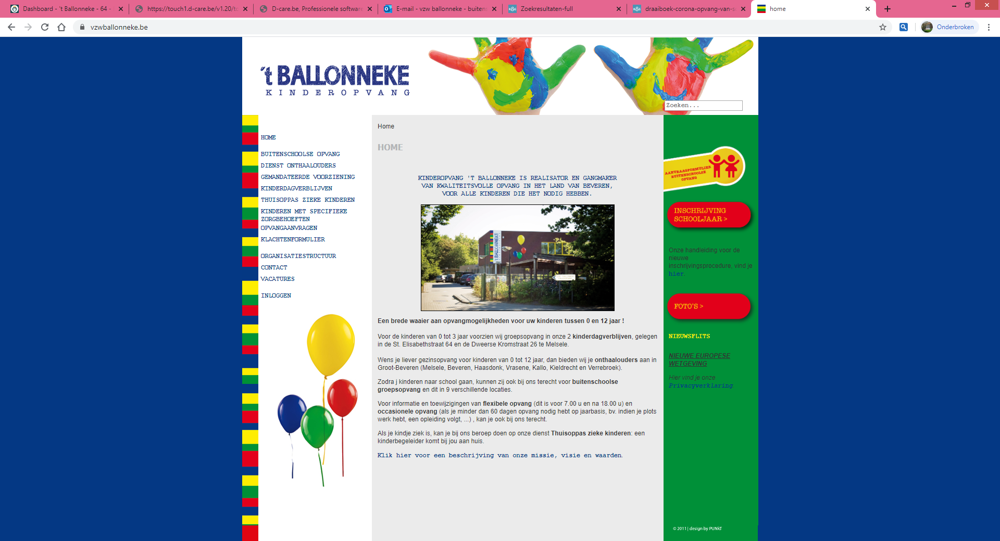 Dashboard - 't Ballonneke - 64 -
https://touch1.d-care.be/v1.20/to
D-care.be, Professionele software
E-mail - vzw ballonneke - buitens
Zoekresultaten-full
draaiboek-corona-opvang-van-s
home
vzwballonneke.be
Onderbroken
't BALLONNEKE
KINDEROPVANG
Zoeken...
HOME
BUITENSCHOOLSE OPVANG
DIENST ONTHAALOUDERS
GEMANDATEERDE VOORZIENING
KINDERDAGVERBLIJVEN
THUISOPPAS ZIEKE KINDEREN
KINDEREN MET SPECIFIEKE
ZORGBEHOEFTEN
OPVANGAANVRAGEN
KLACHTENFORMULIER
ORGANISATIESTRUCTUUR
CONTACT
VACATURES
INLOGGEN
Home
HOME
KINDEROPVANG 'T BALLONNEKE IS REALISATOR EN GANGMAKER
VAN KWALITEITSVOLLE OPVANG IN HET LAND VAN BEVEREN,
VOOR ALLE KINDEREN DIE HET NODIG HEBBEN.
't BALLONNEKE
Een brede waaier aan opvangmogelijkheden voor uw kinderen tussen 0 en 12 jaar !
Voor de kinderen van 0 tot 3 jaar voorzien wij groepsopvang in onze 2 kinderdagverblijven, gelegen
in de St. Elisabethstraat 64 en de Dweerse Kromstraat 26 te Melsele.
Wens je liever gezinsopvang voor kinderen van 0 tot 12 jaar, dan bieden wij je onthaalouders aan in
Groot-Beveren (Melsele, Beveren, Haasdonk, Vrasene, Kallo, Kieldrecht en Verrebroek).
Zodra j kinderen naar school gaan, kunnen zij ook bij ons terecht voor buitenschoolse
groepsopvang en dit in 9 verschillende locaties.
Voor informatie en toewijzigingen van flexibele opvang (dit is voor 7.00 u en na 18.00 u) en
occasionele opvang (als je minder dan 60 dagen opvang nodig hebt op jaarbasis, bv. indien je plots
werk hebt, een opleiding volgt, ...) , kan je ook bij ons terecht.
Als je kindje ziek is, kan je bij ons beroep doen op onze dienst Thuisoppas zieke kinderen: een
kinderbegeleider komt bij jou aan huis.
Klik hier voor een beschrijving van onze missie, visie en waarden.
AANVRAAGFORMULIER
BUITENSCHOOLSE
OPVANG
INSCHRIJVING
SCHOOLJAAR >
Onze handleiding voor de
nieuwe
inschrijvingsprocedure, vind je
hier.
FOTO'S >
NIEUWSFLITS
NIEUWE EUROPESE
WETGEVING
Hier vind je onze
Privacyverklaring
© 2011 | design by PUNkT